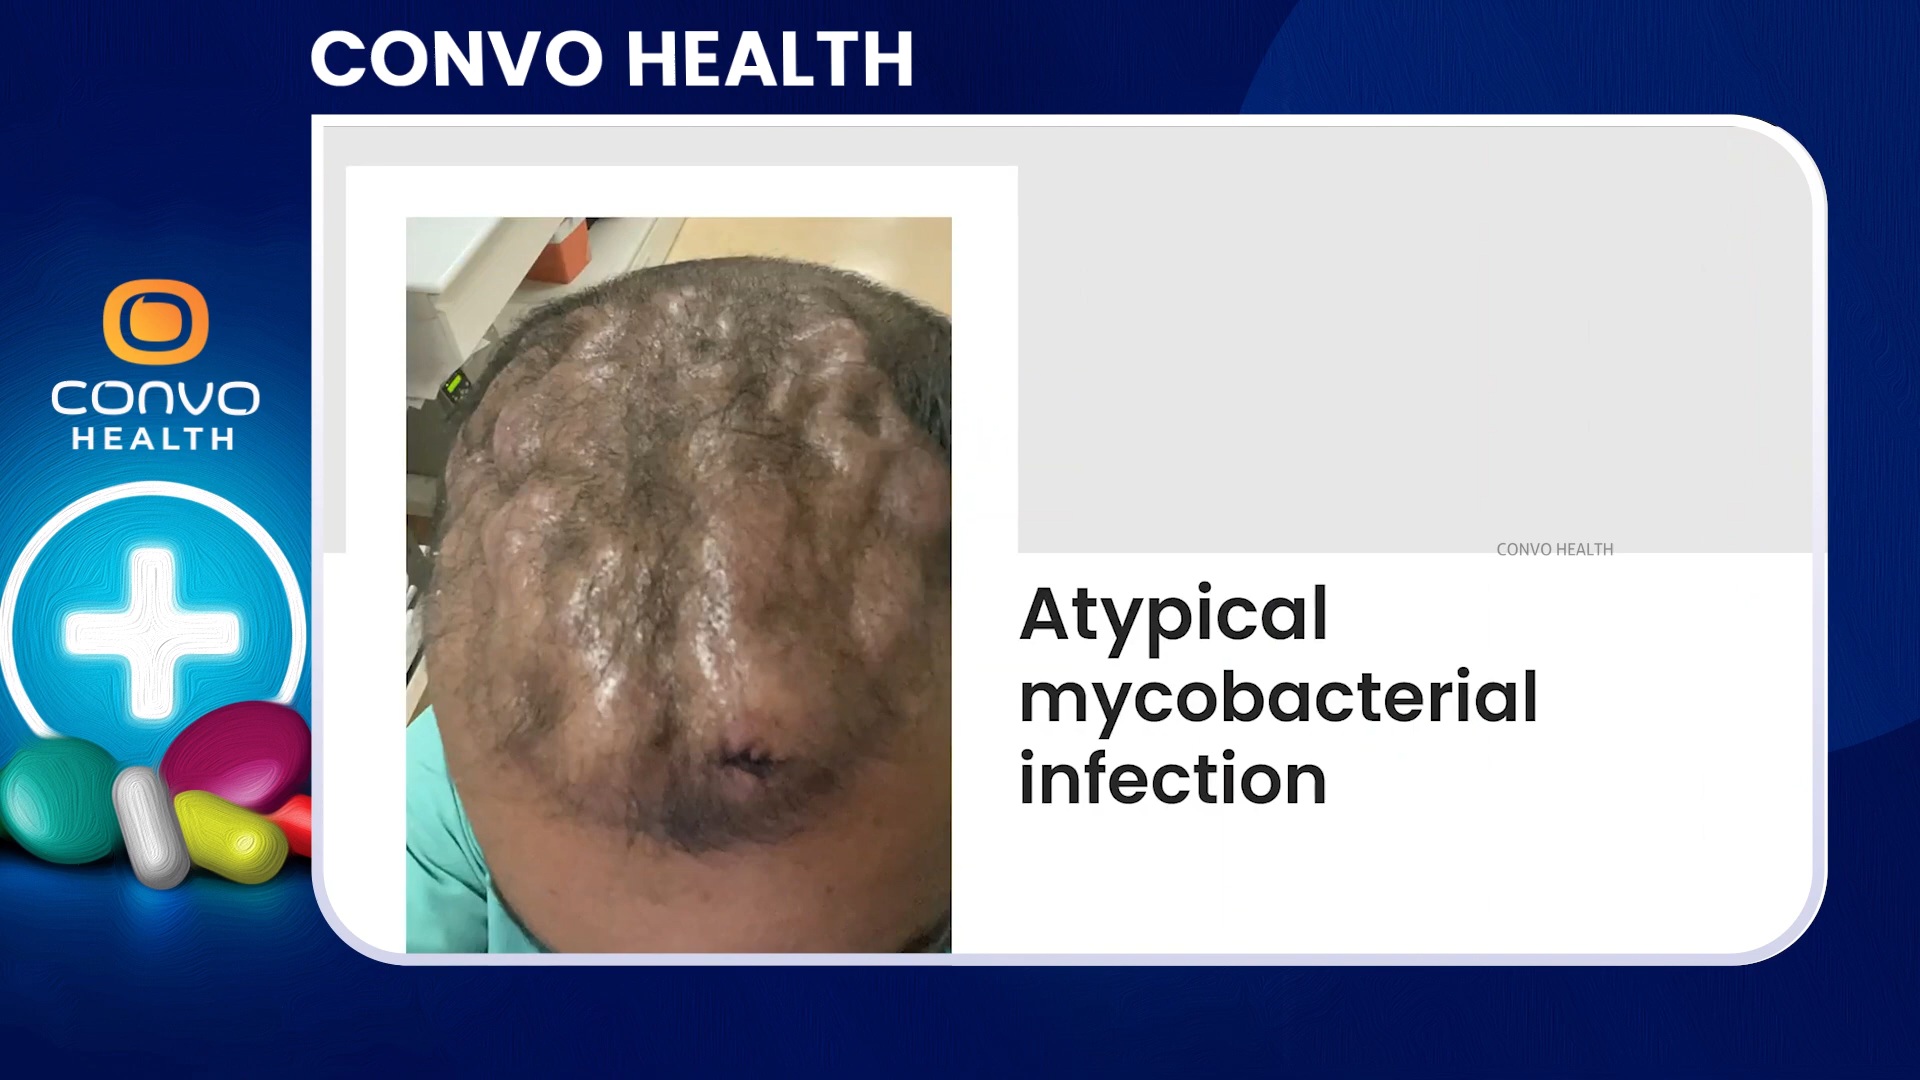 CONVO HEALTH
CONVO
HEALTH
CONVO HEALTH
Atypical
mycobacterial
infection